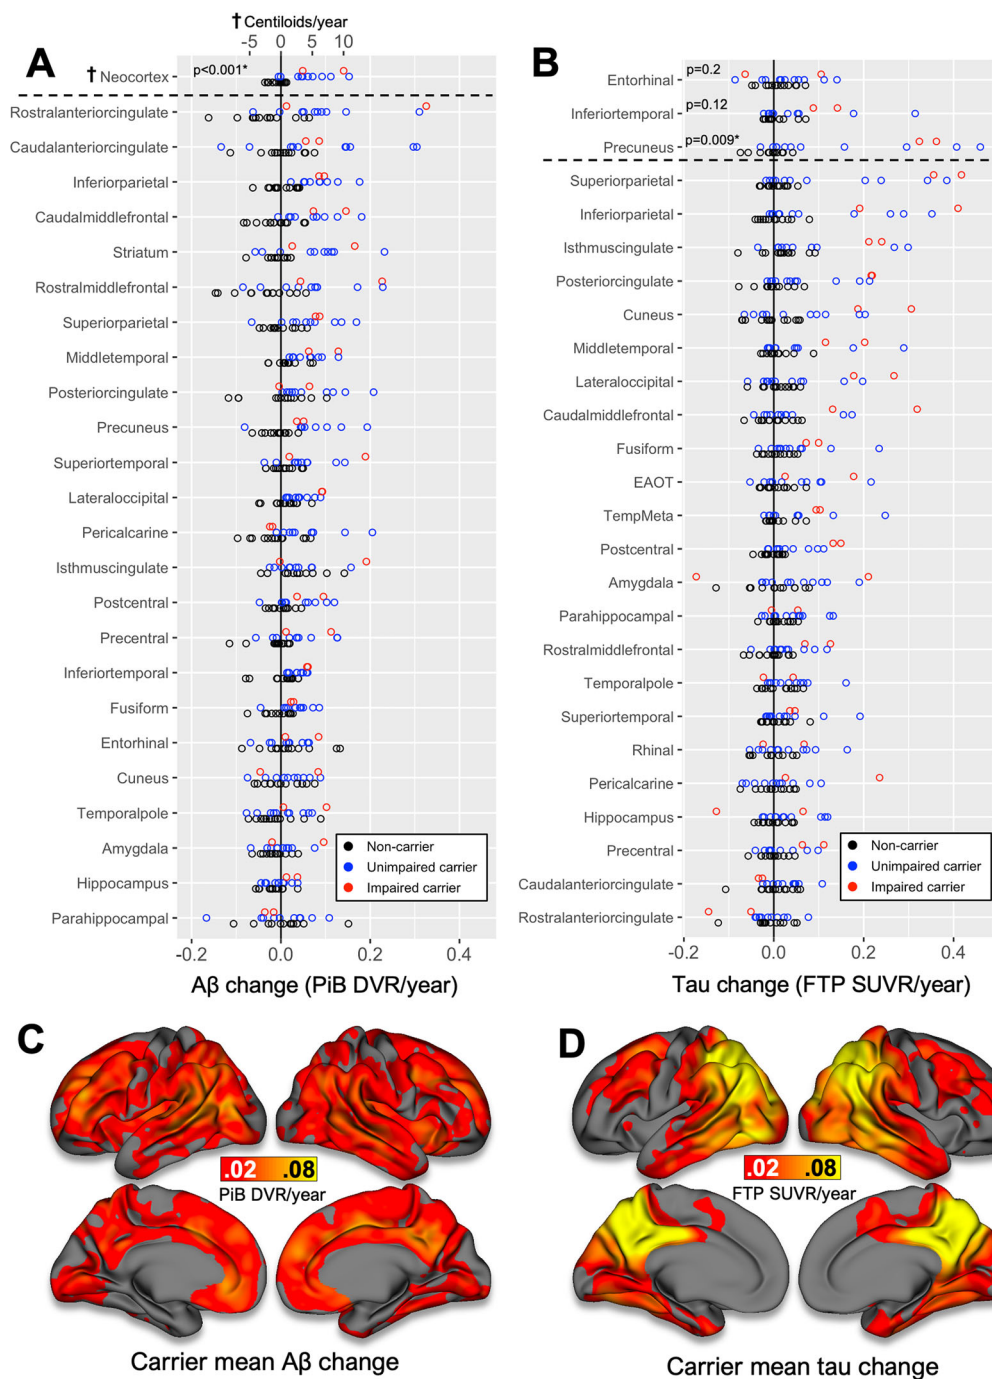 † Centiloids/year
-5 0 5 10
A
† Neocortex
p<0.001*
Rostralanteriorcingulate
Caudalanteriorcingulate
Inferiorparietal
Caudalmiddlefrontal
Striatum
Rostralmiddlefrontal
Superiorparietal
Middletemporal
Posteriorcingulate
Precuneus
Superiortemporal
Lateraloccipital
Pericalcarine
Isthmuscingulate
Postcentral
Precentral
Inferiortemporal
Fusiform
Entorhinal
Cuneus
Temporalpole
Amygdala
Hippocampus
Parahippocampal
Non-carrier
Unimpaired carrier
Impaired carrier
-0.2 0.0 0.2 0.4
Aβ change (PiB DVR/year)
B
Entorhinal
p=0.2
Inferiortemporal
p=0.12
Precuneus
p=0.009*
Superiorparietal
Inferiorparietal
Isthmuscingulate
Posteriorcingulate
Cuneus
Middletemporal
Lateraloccipital
Caudalmiddlefrontal
Fusiform
EAOT
TempMeta
Postcentral
Amygdala
Parahippocampal
Rostralmiddlefrontal
Temporalpole
Superiortemporal
Rhinal
Pericalcarine
Hippocampus
Precentral
Caudalanteriorcingulate
Rostralanteriorcingulate
Non-carrier
Unimpaired carrier
Impaired carrier
-0.2 0.0 0.2 0.4
Tau change (FTP SUVR/year)
C
.02 .08
PiB DVR/year
Carrier mean Aβ change
D
.02 .08
FTP SUVR/year
Carrier mean tau change